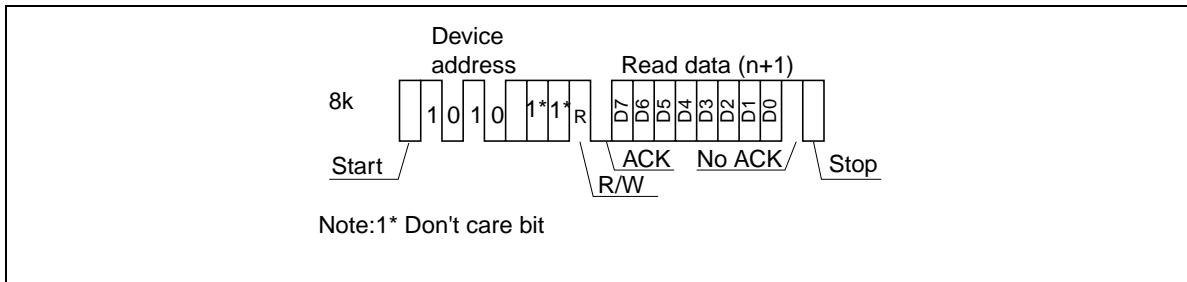 Device
address
Read data (n+1)
8k
1 0 1 0 1* 1* R D7 D6 D5 D4 D3 D2 D1 D0
Start
ACK
No ACK
Stop
R/W
Note:1* Don't care bit